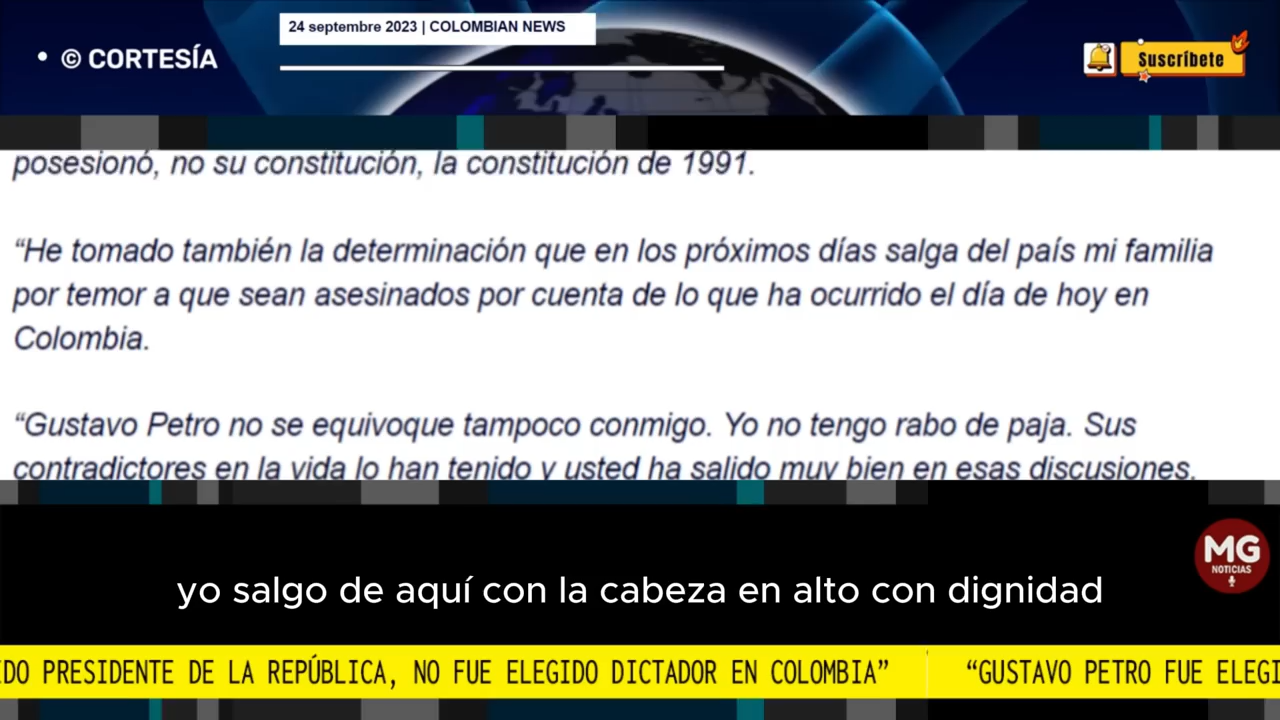 24 septembre 2023 | COLOMBIAN NEWS
• © CORTESÍA
Suscríbete
posesionó, no su constitución, la constitución de 1991.
“He tomado también la determinación que en los próximos días salga del país mi familia
por temor a que sean asesinados por cuenta de lo que ha ocurrido el día de hoy en
Colombia.
“Gustavo Petro no se equivoque tampoco conmigo. Yo no tengo rabo de paja. Sus
contradictores en la vida lo han tenido y usted ha salido muy bien en esas discusiones.
MG
NOTICIAS
yo salgo de aquí con la cabeza en alto con dignidad
DO PRESIDENTE DE LA REPÚBLICA, NO FUE ELEGIDO DICTADOR EN COLOMBIA” “GUSTAVO PETRO FUE ELEGI